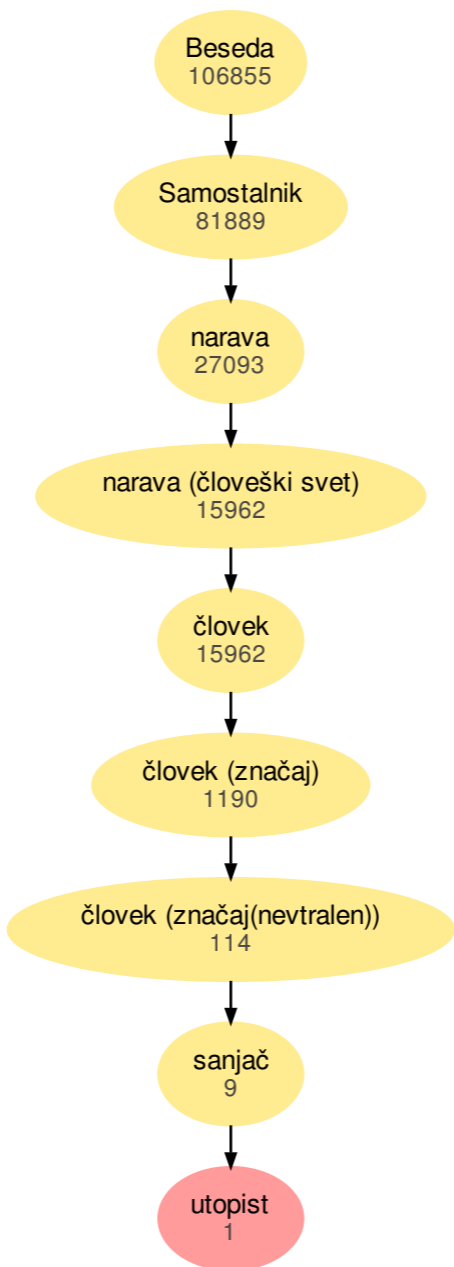 Beseda
106855
Samostalnik
81889
narava
27093
narava (človeški svet)
15962
človek
15962
človek (značaj)
1190
človek (značaj(nevtralen))
114
sanjač
9
utopist
1